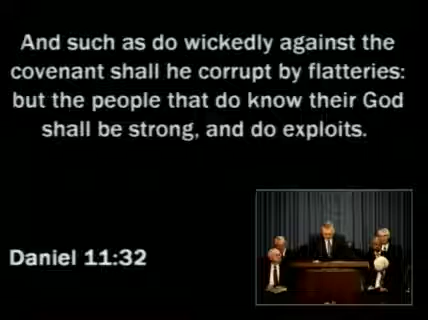 And such as do wickedly against the
covenant shall he corrupt by flatteries:
but the people that do know their God
shall be strong, and do exploits.
Daniel 11:32